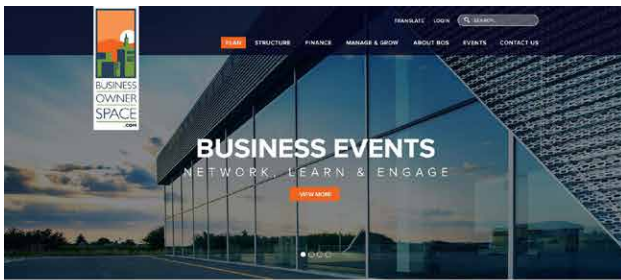 TRANSLATE LOGIN SEARCH...
PLAN STRUCTURE FINANCE MANAGE & GROW ABOUT BOS EVENTS CONTACT US
BUSINESS
OWNER
SPACE
.COM
BUSINESS EVENTS
NETWORK, LEARN & ENGAGE
VIEW MORE